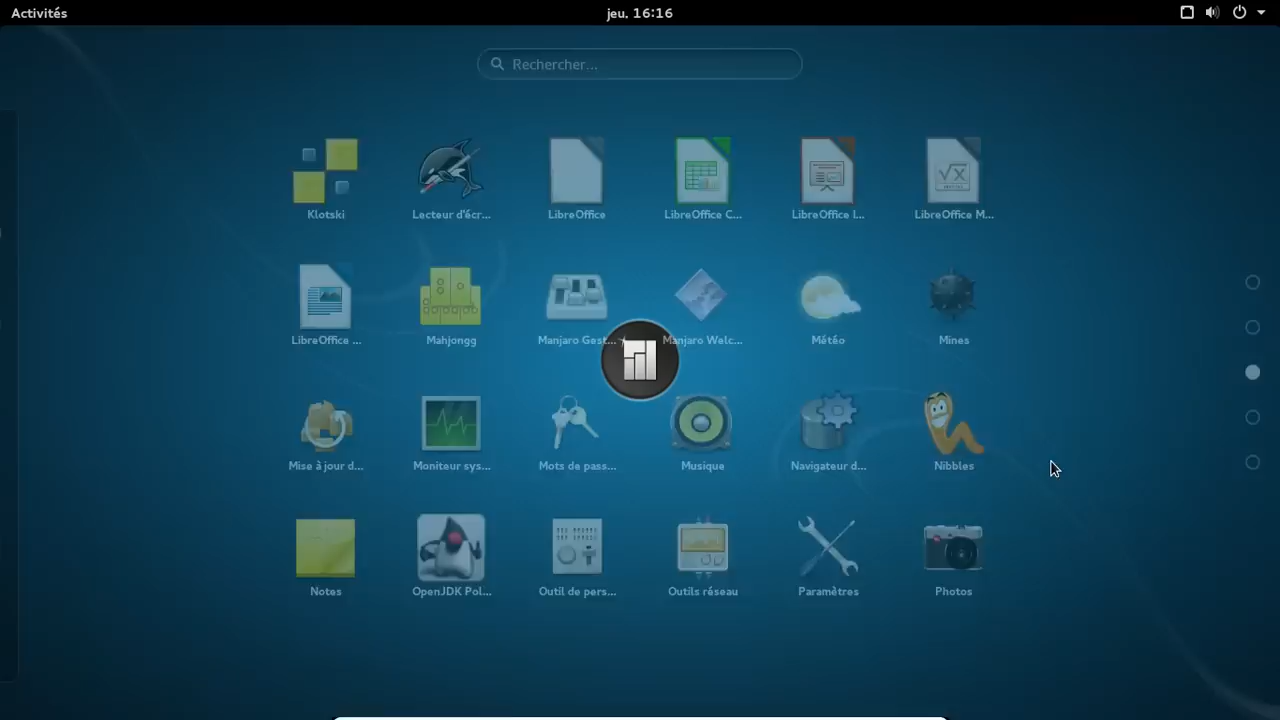 Activités
jeu. 16:16
Rechercher...
Klotski
Lecteur d'écr...
LibreOffice
LibreOffice C...
LibreOffice I...
LibreOffice M...
LibreOffice ...
Mahjongg
Manjaro Gest...
Manjaro Welc...
Météo
Mines
Mise à jour d...
Moniteur sys...
Mots de pass...
Musique
Navigateur d...
Nibbles
Notes
OpenJDK Pol...
Outil de pers...
Outils réseau
Paramètres
Photos